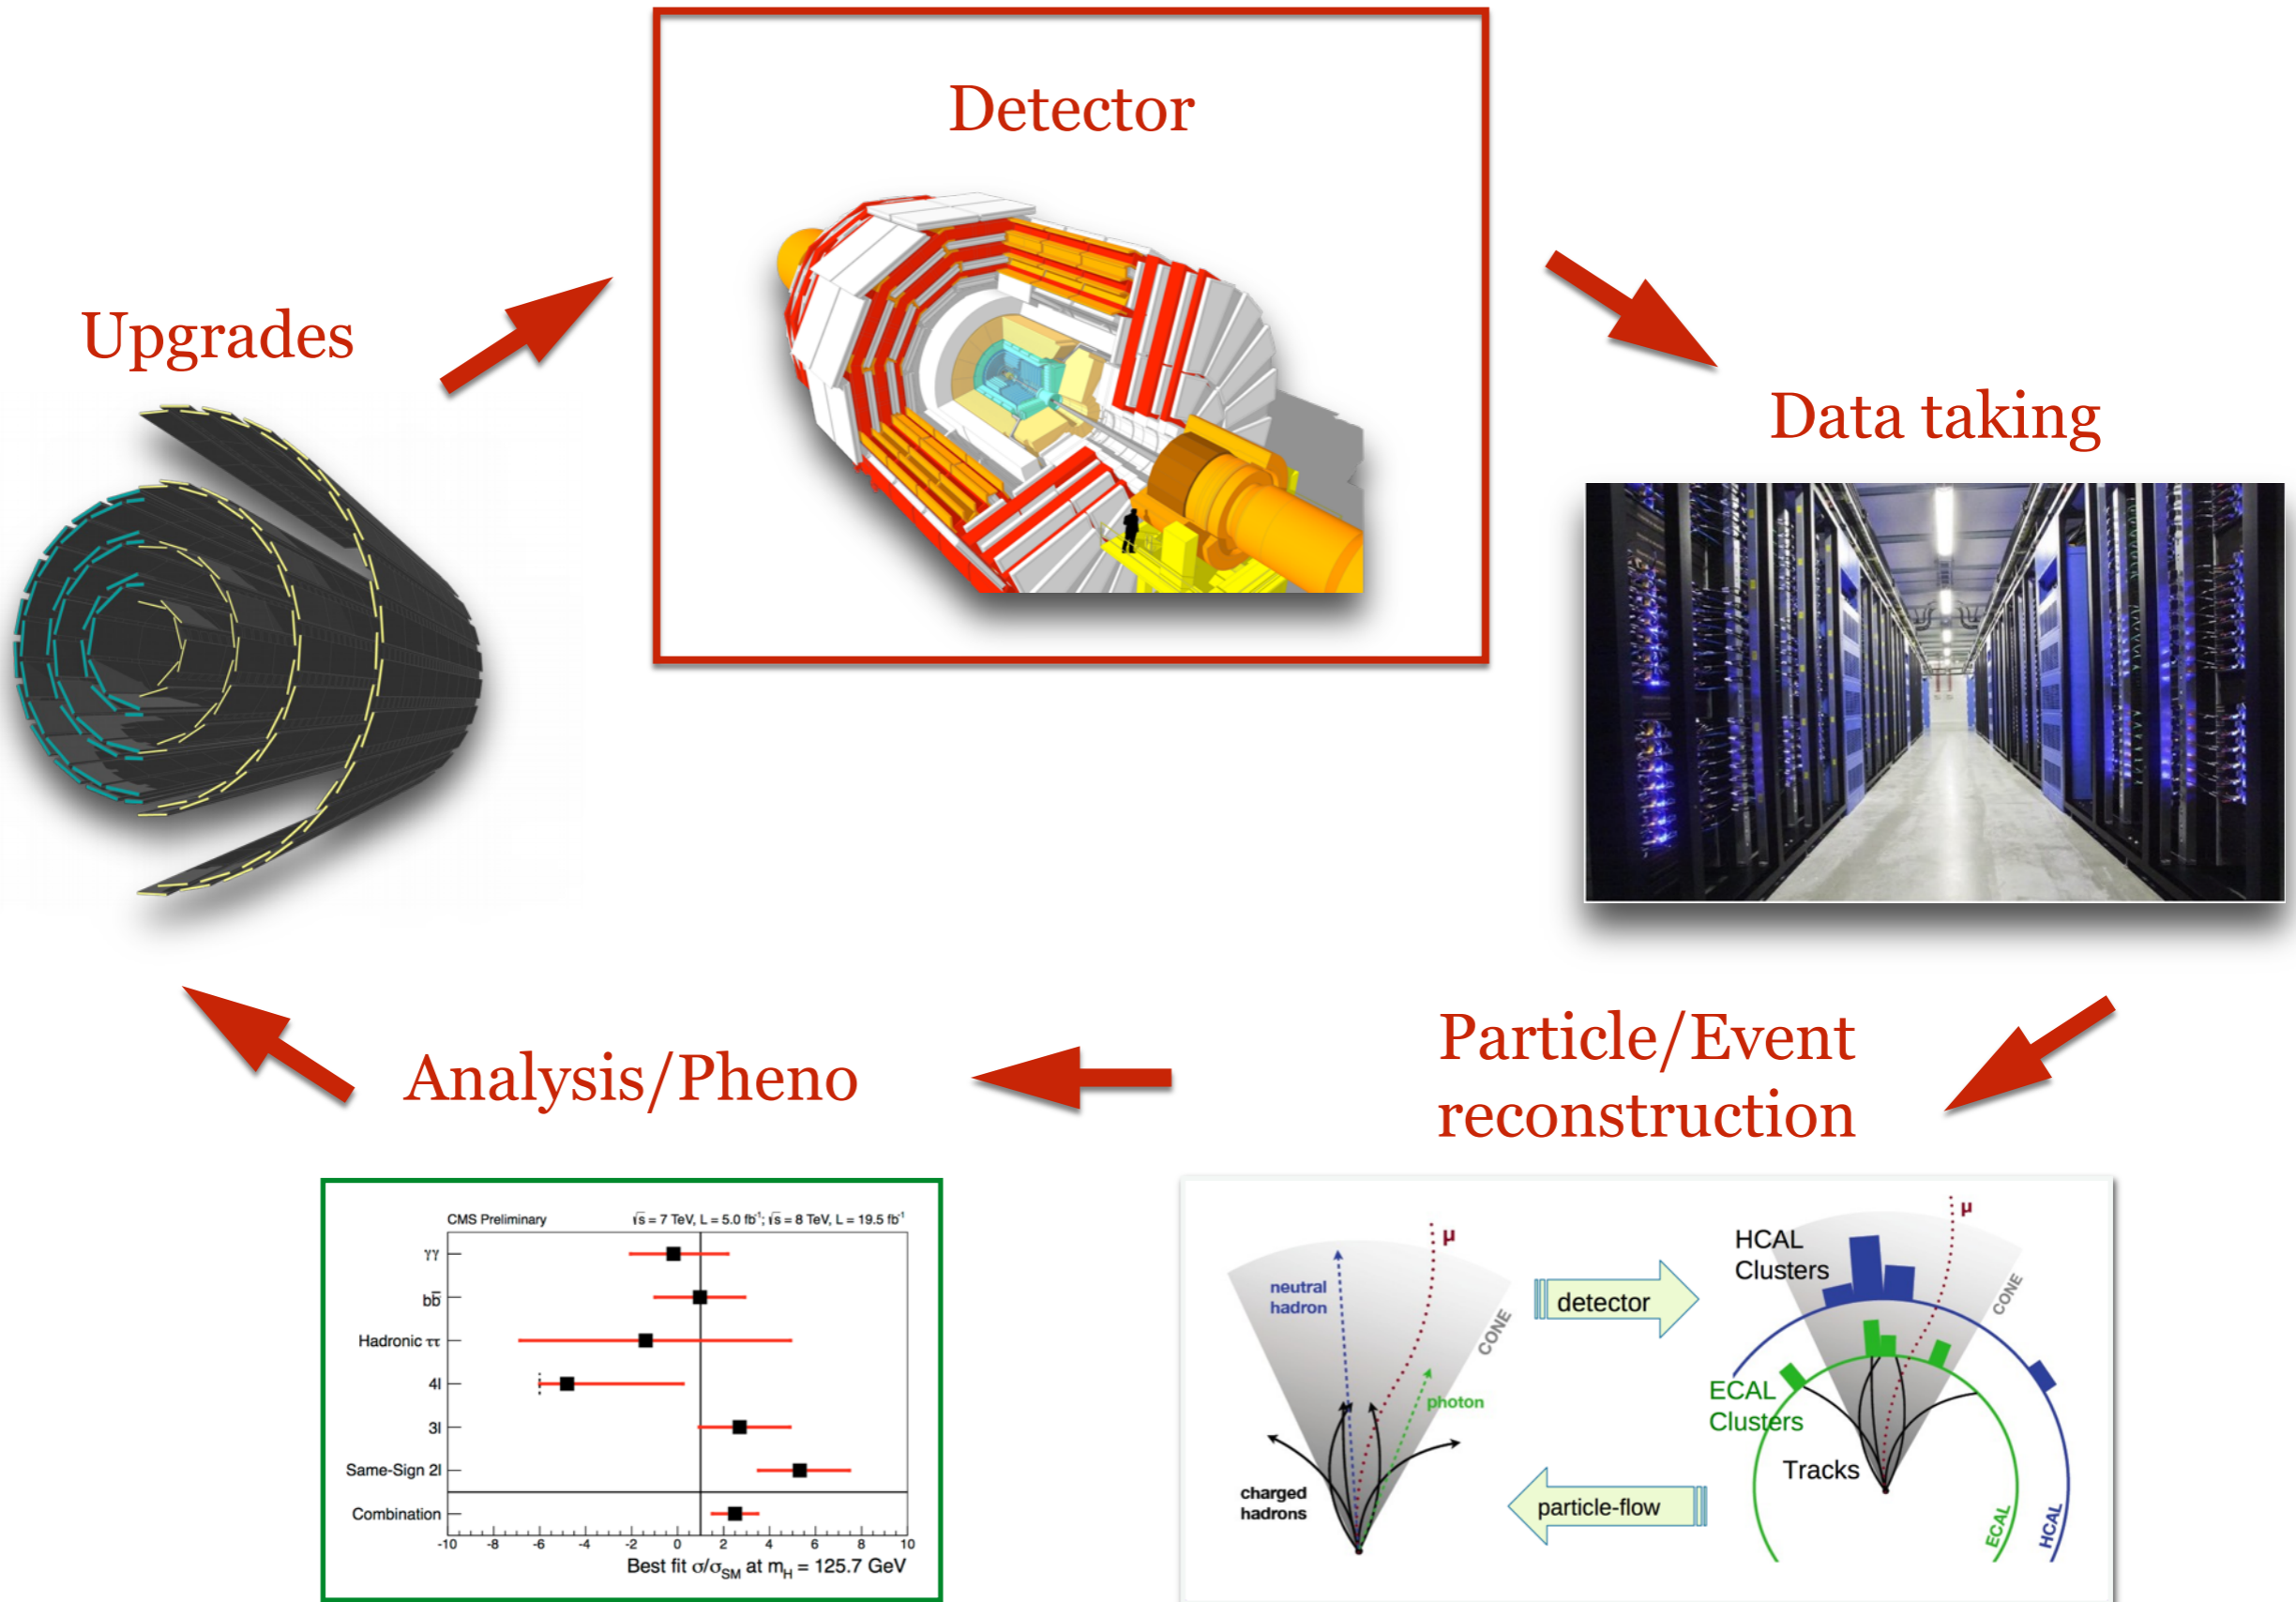 Detector
Upgrades
Data taking
Particle/Event
reconstruction
Analysis/Pheno
CMS Preliminary
√s = 7 TeV, L = 5.0 fb⁻¹; √s = 8 TeV, L = 19.5 fb⁻¹
γγ
bb̅
Hadronic ττ
4l
3l
Same-Sign 2l
Combination
-10 -8 -6 -4 -2 0 2 4 6 8 10
Best fit σ/σSM at mH = 125.7 GeV
μ
neutral
hadron
CONE
photon
charged
hadrons
detector
particle-flow
μ
HCAL
Clusters
CONE
ECAL
Clusters
Tracks
ECAL
HCAL